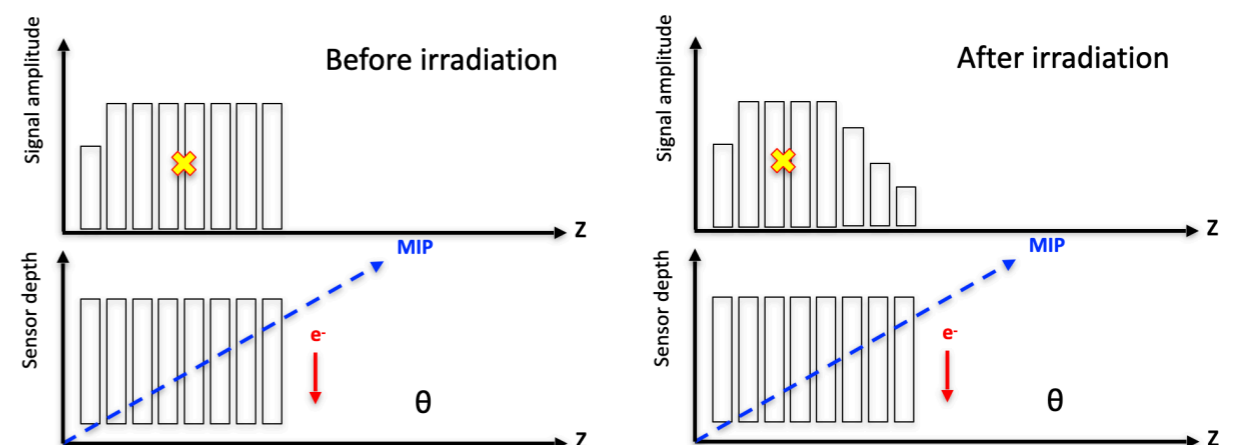 Signal amplitude
Before irradiation
Z
MIP
Sensor depth
e-
θ
Z
Signal amplitude
After irradiation
Z
MIP
Sensor depth
e-
θ
Z